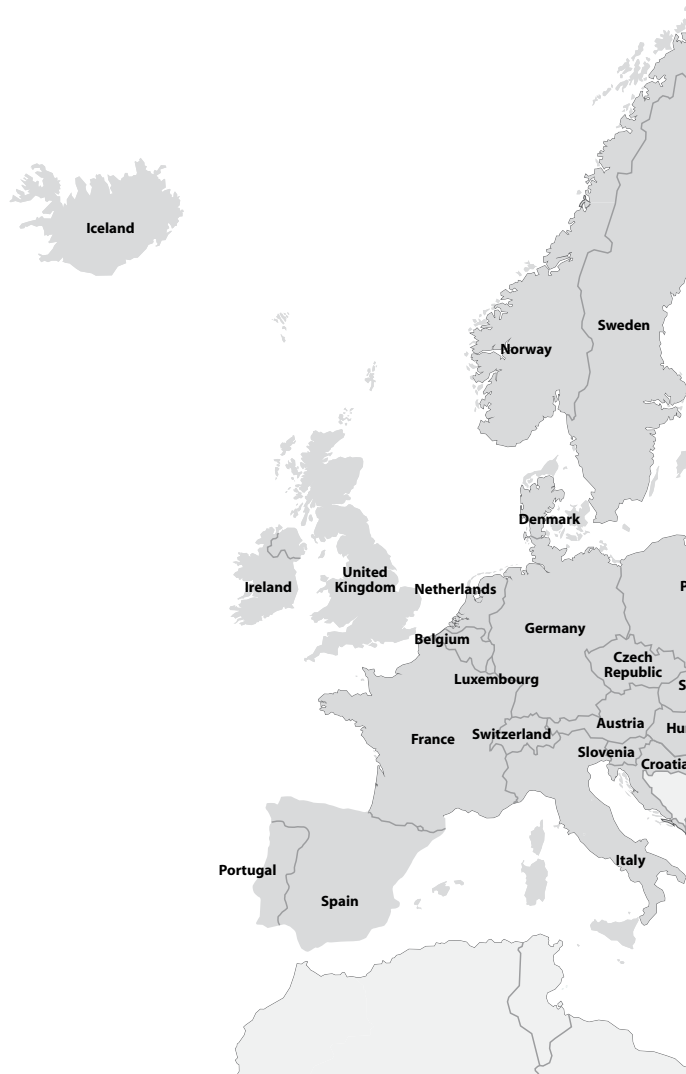 Iceland
Sweden
Norway
Denmark
United
Kingdom
Ireland
Netherlands
P
Belgium
Germany
Czech
Republic
Luxembourg
S
Austria
Hu
France
Switzerland
Slovenia
Croatia
Italy
Portugal
Spain